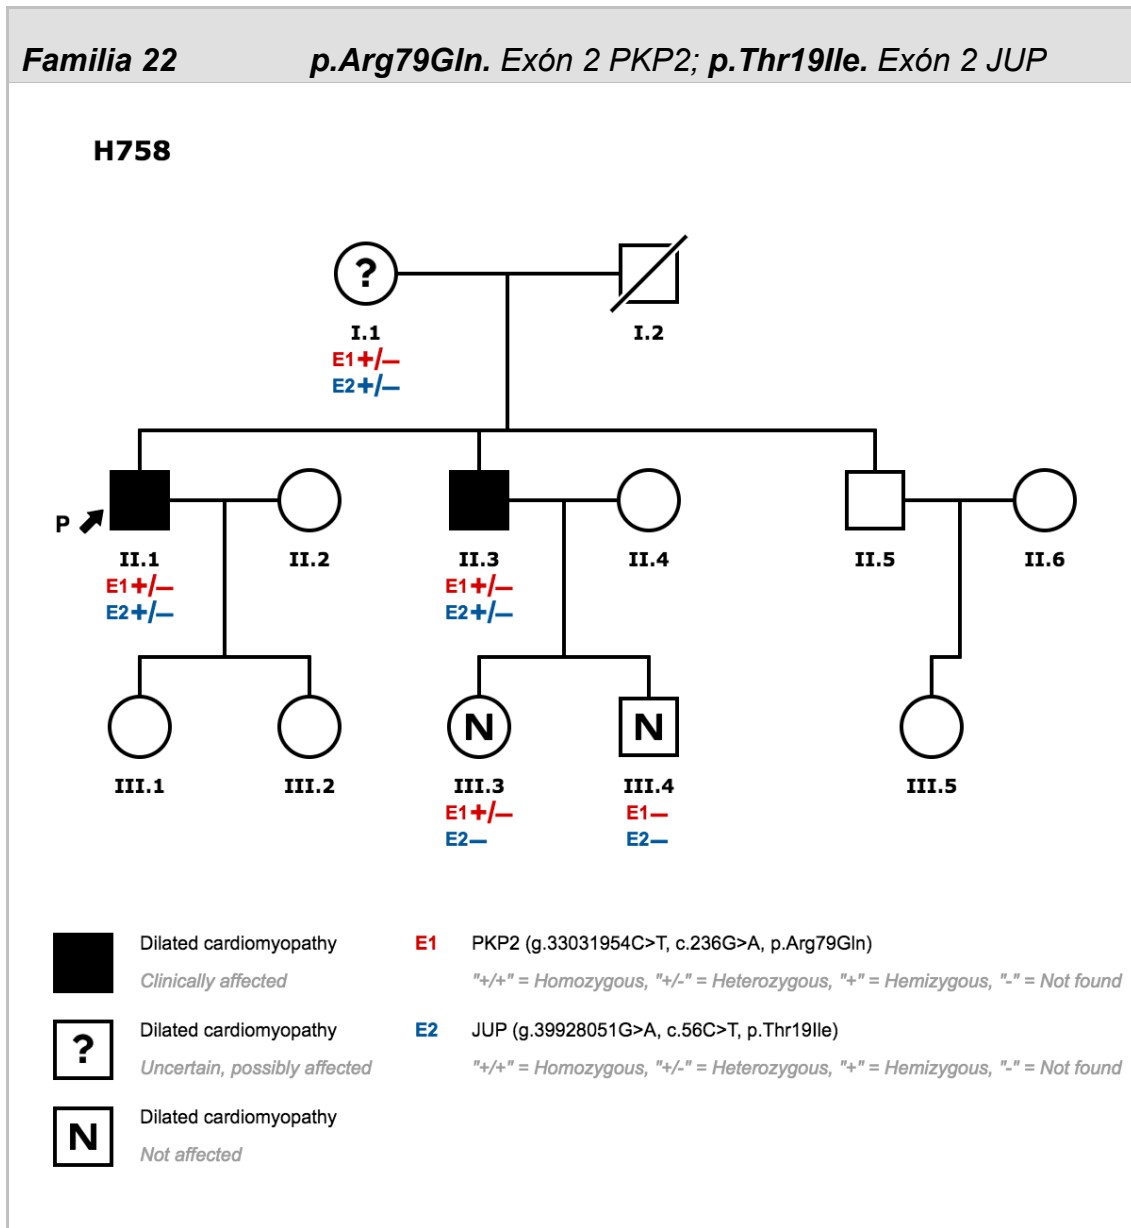 Familia 22 p.Arg79Gln. Exón 2 PKP2; p.Thr19Ile. Exón 2 JUP
H758
?
I.1 I.2
E1+/–
E2+/–
P
II.1 II.2 II.3 II.4 II.5 II.6
E1+/– E1+/–
E2+/– E2+/–
N N
III.1 III.2 III.3 III.4 III.5
E1+/– E1–
E2– E2–
Dilated cardiomyopathy E1 PKP2 (g.33031954C>T, c.236G>A, p.Arg79Gln)
Clinically affected "+/+" = Homozygous, "+/-" = Heterozygous, "+" = Hemizygous, "-" = Not found
? Dilated cardiomyopathy E2 JUP (g.39928051G>A, c.56C>T, p.Thr19Ile)
Uncertain, possibly affected "+/+" = Homozygous, "+/-" = Heterozygous, "+" = Hemizygous, "-" = Not found
N Dilated cardiomyopathy
Not affected